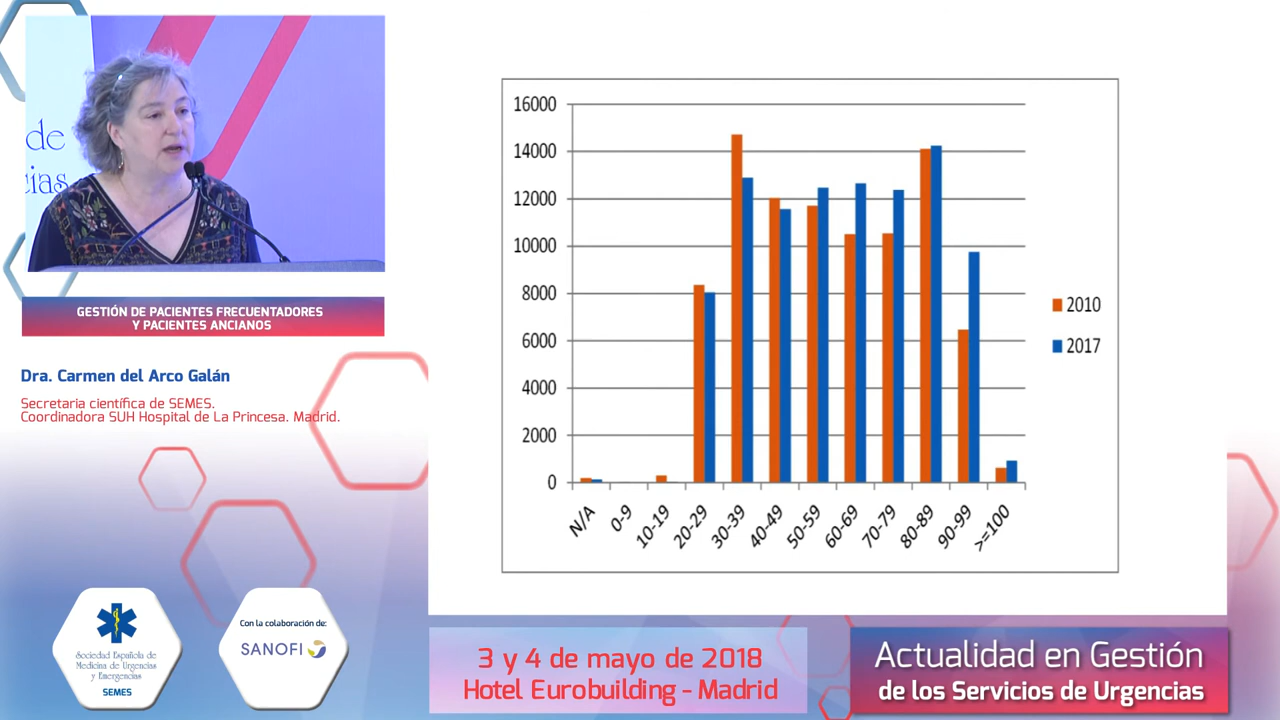 de
cias
GESTIÓN DE PACIENTES FRECUENTADORES
Y PACIENTES ANCIANOS
Dra. Carmen del Arco Galán
Secretaria científica de SEMES.
Coordinadora SUH Hospital de La Princesa. Madrid.
Sociedad Española de
Medicina de Urgencias
y Emergencias
SEMES
Con la colaboración de:
SANOFI
16000
14000
12000
10000
8000
6000
4000
2000
0
N/A
0-9
10-19
20-29
30-39
40-49
50-59
60-69
70-79
80-89
90-99
>=100
2010
2017
3 y 4 de mayo de 2018
Hotel Eurobuilding - Madrid
Actualidad en Gestión
de los Servicios de Urgencias